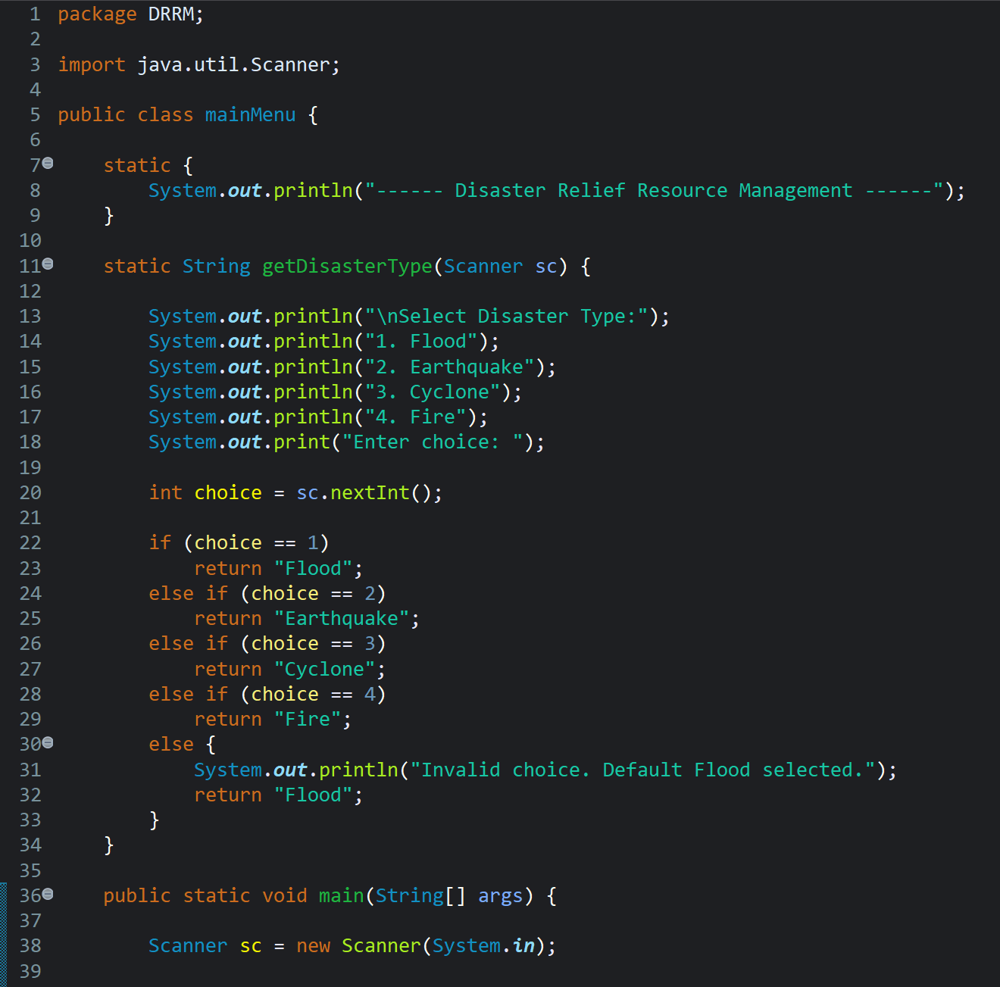 1 package DRRM;
2
3 import java.util.Scanner;
4
5 public class mainMenu {
6
7     static {
8         System.out.println("------ Disaster Relief Resource Management ------");
9     }
10
11     static String getDisasterType(Scanner sc) {
12
13         System.out.println("\nSelect Disaster Type:");
14         System.out.println("1. Flood");
15         System.out.println("2. Earthquake");
16         System.out.println("3. Cyclone");
17         System.out.println("4. Fire");
18         System.out.print("Enter choice: ");
19
20         int choice = sc.nextInt();
21
22         if (choice == 1)
23             return "Flood";
24         else if (choice == 2)
25             return "Earthquake";
26         else if (choice == 3)
27             return "Cyclone";
28         else if (choice == 4)
29             return "Fire";
30         else {
31             System.out.println("Invalid choice. Default Flood selected.");
32             return "Flood";
33         }
34     }
35
36     public static void main(String[] args) {
37
38         Scanner sc = new Scanner(System.in);
39